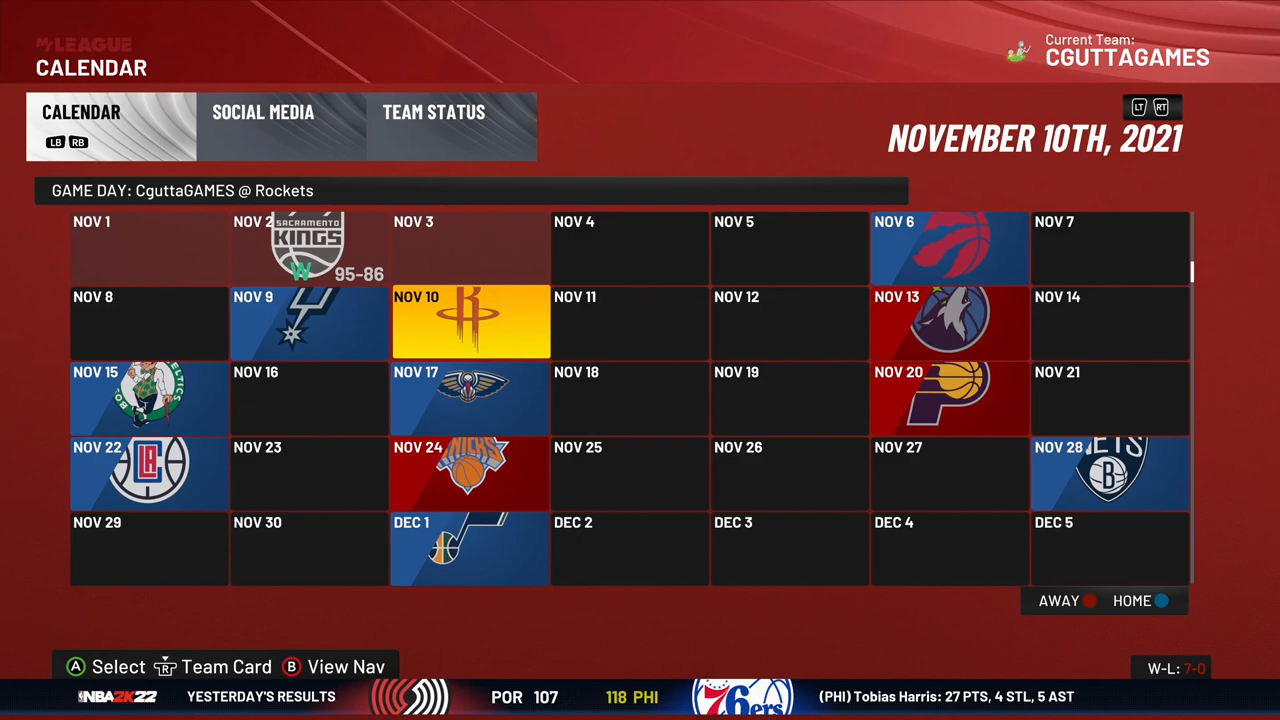 MyLEAGUE
CALENDAR
Current Team:
CGUTTAGAMES
CALENDAR
LB RB
SOCIAL MEDIA
TEAM STATUS
LT RT
NOVEMBER 10TH, 2021
GAME DAY: CguttaGAMES @ Rockets
NOV 1
NOV 2
SACRAMENTO
KINGS
W 95-86
NOV 3
NOV 4
NOV 5
NOV 6
NOV 7
NOV 8
NOV 9
NOV 10
R
NOV 11
NOV 12
NOV 13
NOV 14
NOV 15
CELTICS
BO
NOV 16
NOV 17
NOV 18
NOV 19
NOV 20
P
NOV 21
NOV 22
LA
NOV 23
NOV 24
NICKS
NOV 25
NOV 26
NOV 27
NOV 28
ETS
B
NOV 29
NOV 30
DEC 1
DEC 2
DEC 3
DEC 4
DEC 5
AWAY HOME
A Select R Team Card B View Nav
W-L: 7-0
NBA2K22 YESTERDAY'S RESULTS POR 107 118 PHI 76ers (PHI) Tobias Harris: 27 PTS, 4 STL, 5 AST